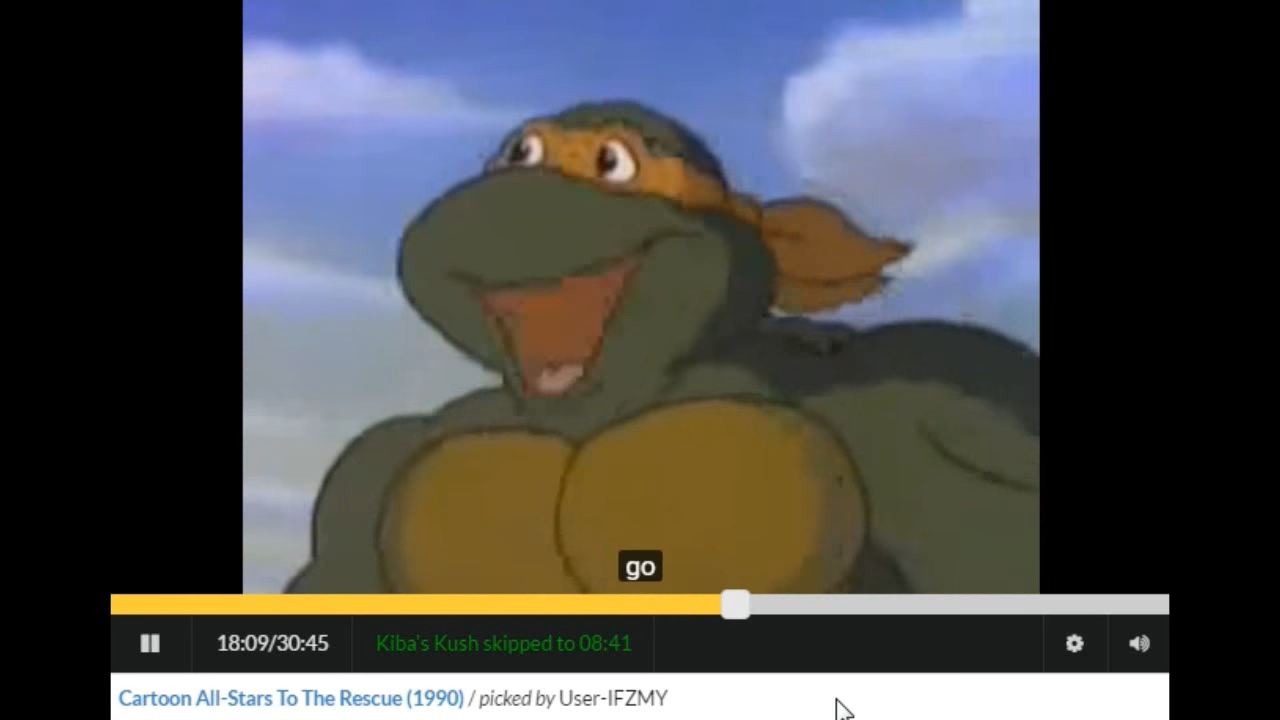 go
18:09/30:45
Kiba's Kush skipped to 08:41
Cartoon All-Stars To The Rescue (1990) / picked by User-IFZMY